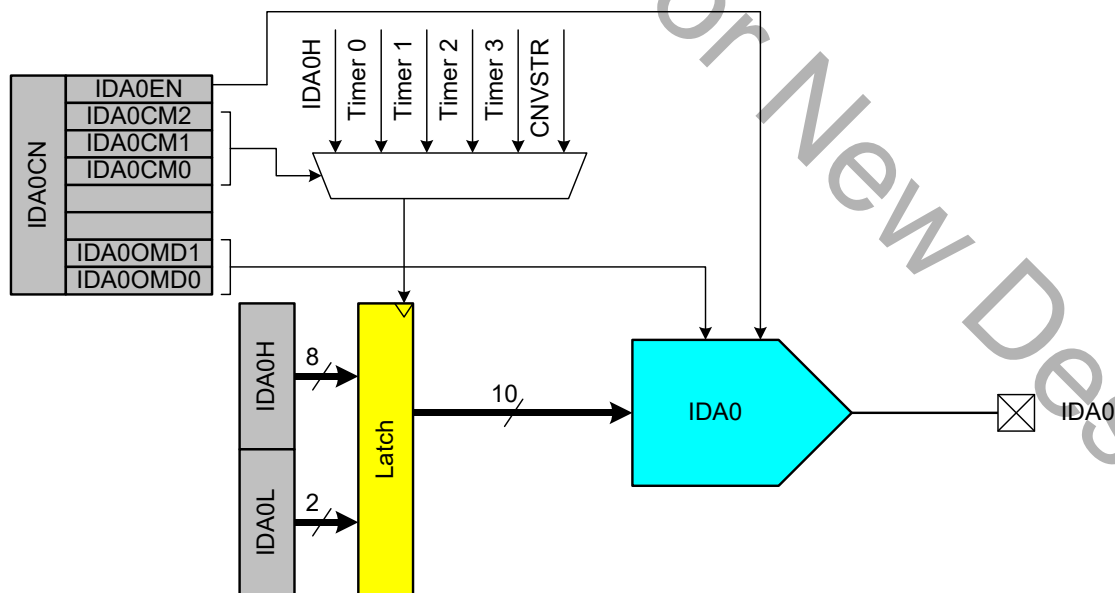 or New Des
IDA0CN
IDA0EN
IDA0CM2
IDA0CM1
IDA0CM0
IDA0OMD1
IDA0OMD0
IDA0H
Timer 0
Timer 1
Timer 2
Timer 3
CNVSTR
IDA0H
8
IDA0L
2
Latch
10
IDA0
IDA0